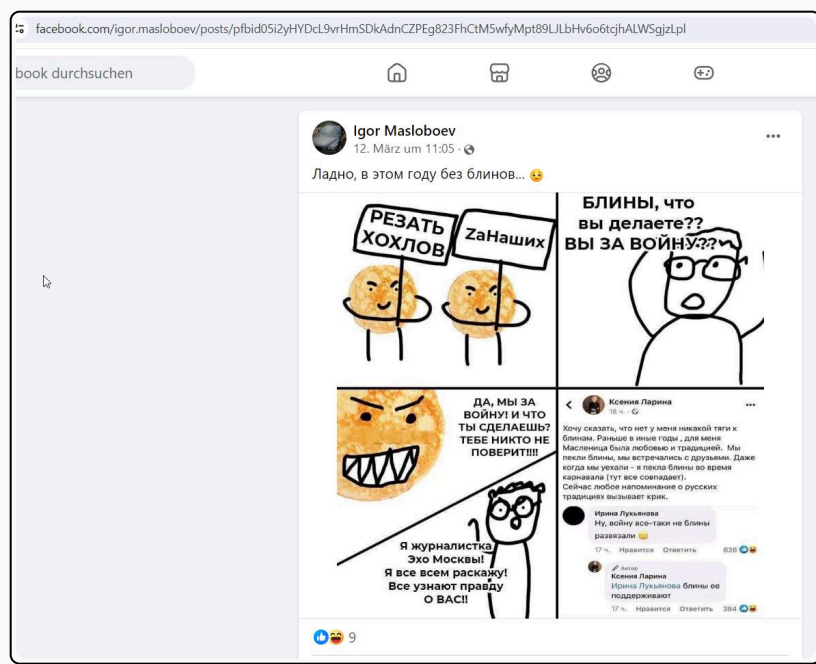 facebook.com/igor.masloboev/posts/pfbid05i2yHYDcL9vrHmSDkAdnCZPEg823FhCtM5wfyMpt89LJLbHv6o6tcjhALWSgjzLpl
book durchsuchen
Igor Masloboev
12. März um 11:05 ·
Ладно, в этом году без блинов... 😔
РЕЗАТЬ
ХОХЛОВ
ZaНаших
БЛИНЫ, что
вы делаете??
ВЫ ЗА ВОЙНУ???
ДА, МЫ ЗА
ВОЙНУ! И ЧТО
ТЫ СДЕЛАЕШЬ?
ТЕБЕ НИКТО НЕ
ПОВЕРИТ!!!!
Я журналистка
Эхо Москвы!
Я все всем раскажу!
Все узнают правду
О ВАС!!
Ксения Ларина
18 ч. ·
Хочу сказать, что нет у меня никакой тяги к
блинам. Раньше в иные годы , для меня
Масленица была любовью и традицией. Мы
пекли блины, мы встречались с друзьями. Даже
когда мы уехали - я пекла блины во время
карнавала (тут все совпадает).
Сейчас любое напоминание о русских
традициях вызывает крик.
Ирина Лукьянова
Ну, войну все-таки не блины
развязали
17 ч. Нравится Ответить 626
Автор
Ксения Ларина
Ирина Лукьянова блины ее
поддерживают
17 ч. Нравится Ответить 384
9